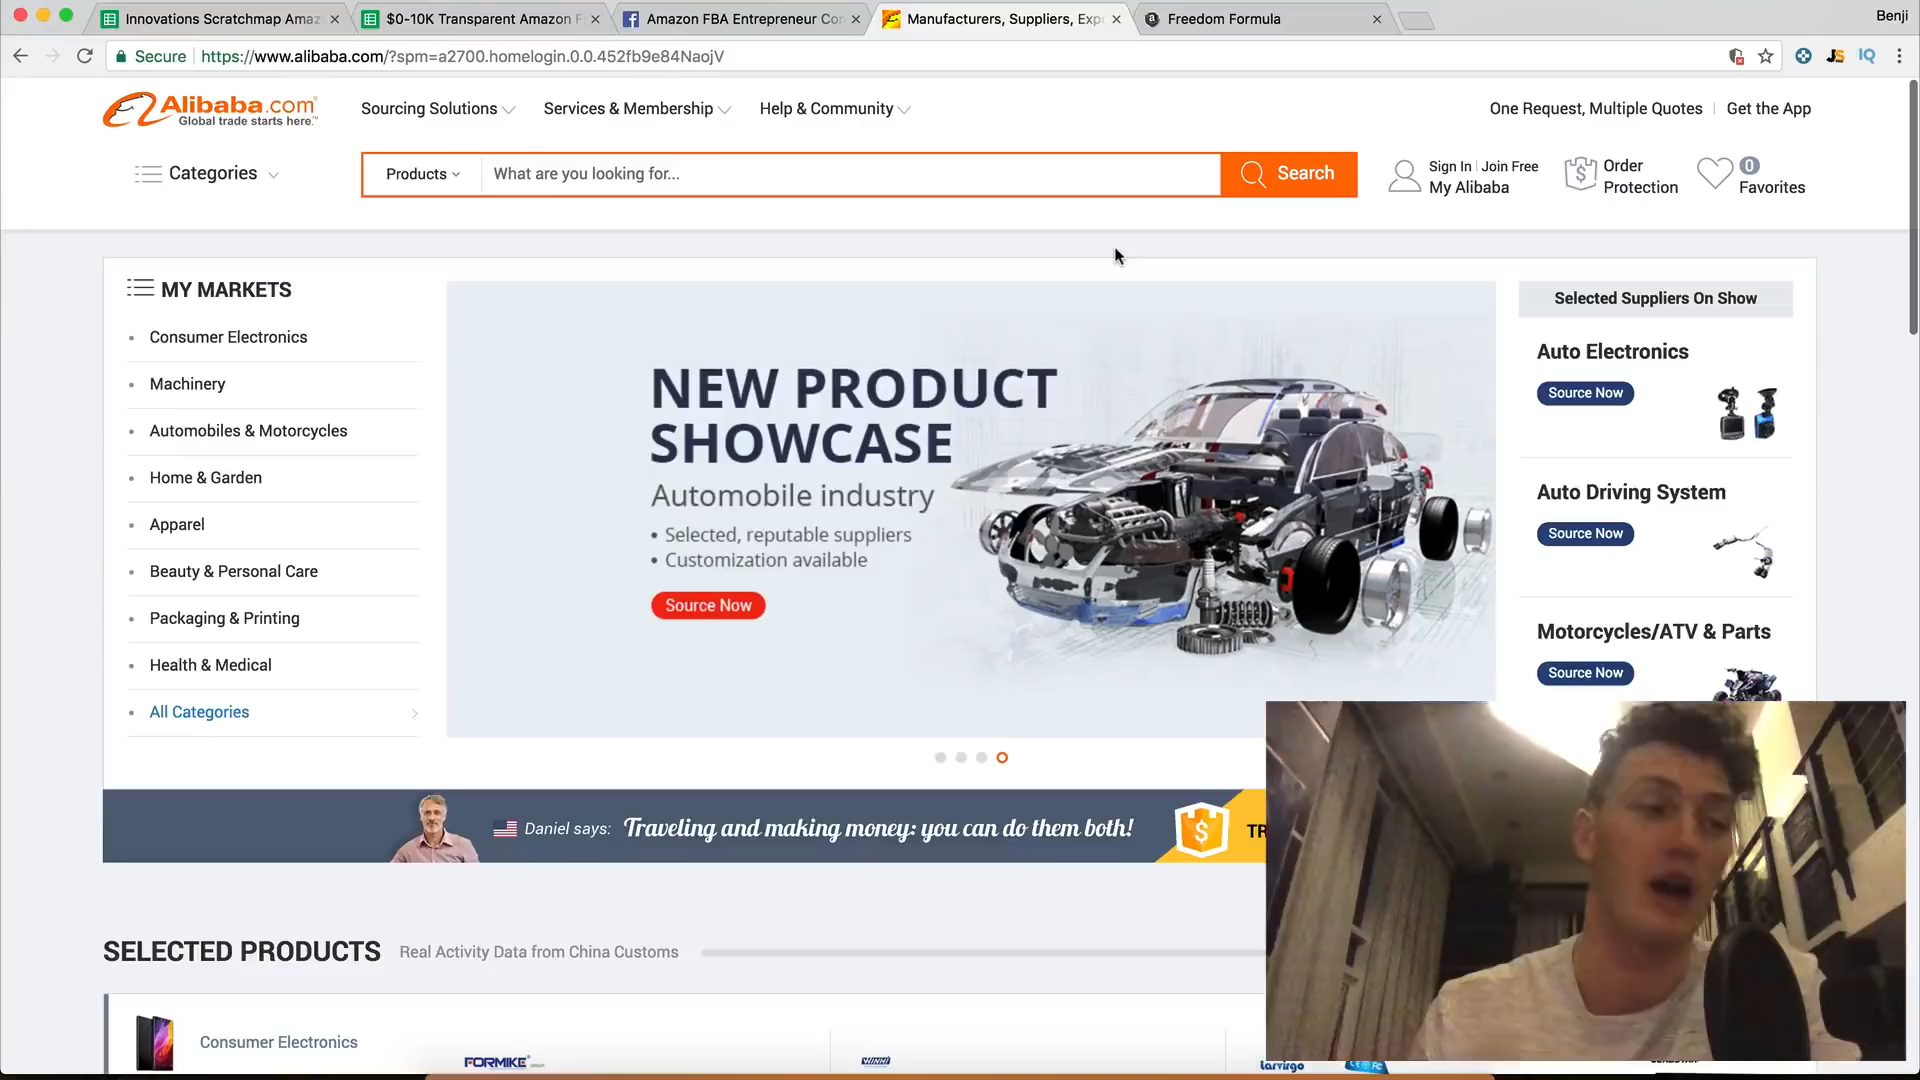 Innovations Scratchmap Amaz
$0-10K Transparent Amazon F
Amazon FBA Entrepreneur Co
Manufacturers, Suppliers, Exp
Freedom Formula
Benji
Secure
https://www.alibaba.com/?spm=a2700.homelogin.0.0.452fb9e84NaojV
Alibaba.com
Global trade starts here.
Sourcing Solutions
Services & Membership
Help & Community
One Request, Multiple Quotes
Get the App
Categories
Products
What are you looking for...
Search
Sign In | Join Free
My Alibaba
Order
Protection
0
Favorites
MY MARKETS
Consumer Electronics
Machinery
Automobiles & Motorcycles
Home & Garden
Apparel
Beauty & Personal Care
Packaging & Printing
Health & Medical
All Categories
NEW PRODUCT
SHOWCASE
Automobile industry
• Selected, reputable suppliers
• Customization available
Source Now
Selected Suppliers On Show
Auto Electronics
Source Now
Auto Driving System
Source Now
Motorcycles/ATV & Parts
Source Now
Daniel says: Traveling and making money: you can do them both!
TR
SELECTED PRODUCTS
Real Activity Data from China Customs
Consumer Electronics
FORMIKE
WINHI
larvirgo